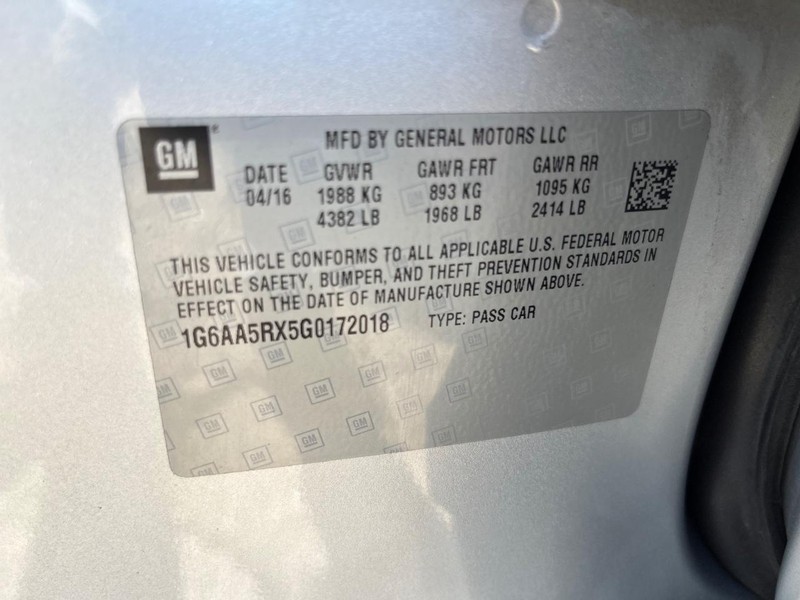 GM
MFD BY GENERAL MOTORS LLC
DATE GVWR GAWR FRT GAWR RR
04/16 1988 KG 893 KG 1095 KG
4382 LB 1968 LB 2414 LB
THIS VEHICLE CONFORMS TO ALL APPLICABLE U.S. FEDERAL MOTOR
VEHICLE SAFETY, BUMPER, AND THEFT PREVENTION STANDARDS IN
EFFECT ON THE DATE OF MANUFACTURE SHOWN ABOVE.
1G6AA5RX5G0172018 TYPE: PASS CAR